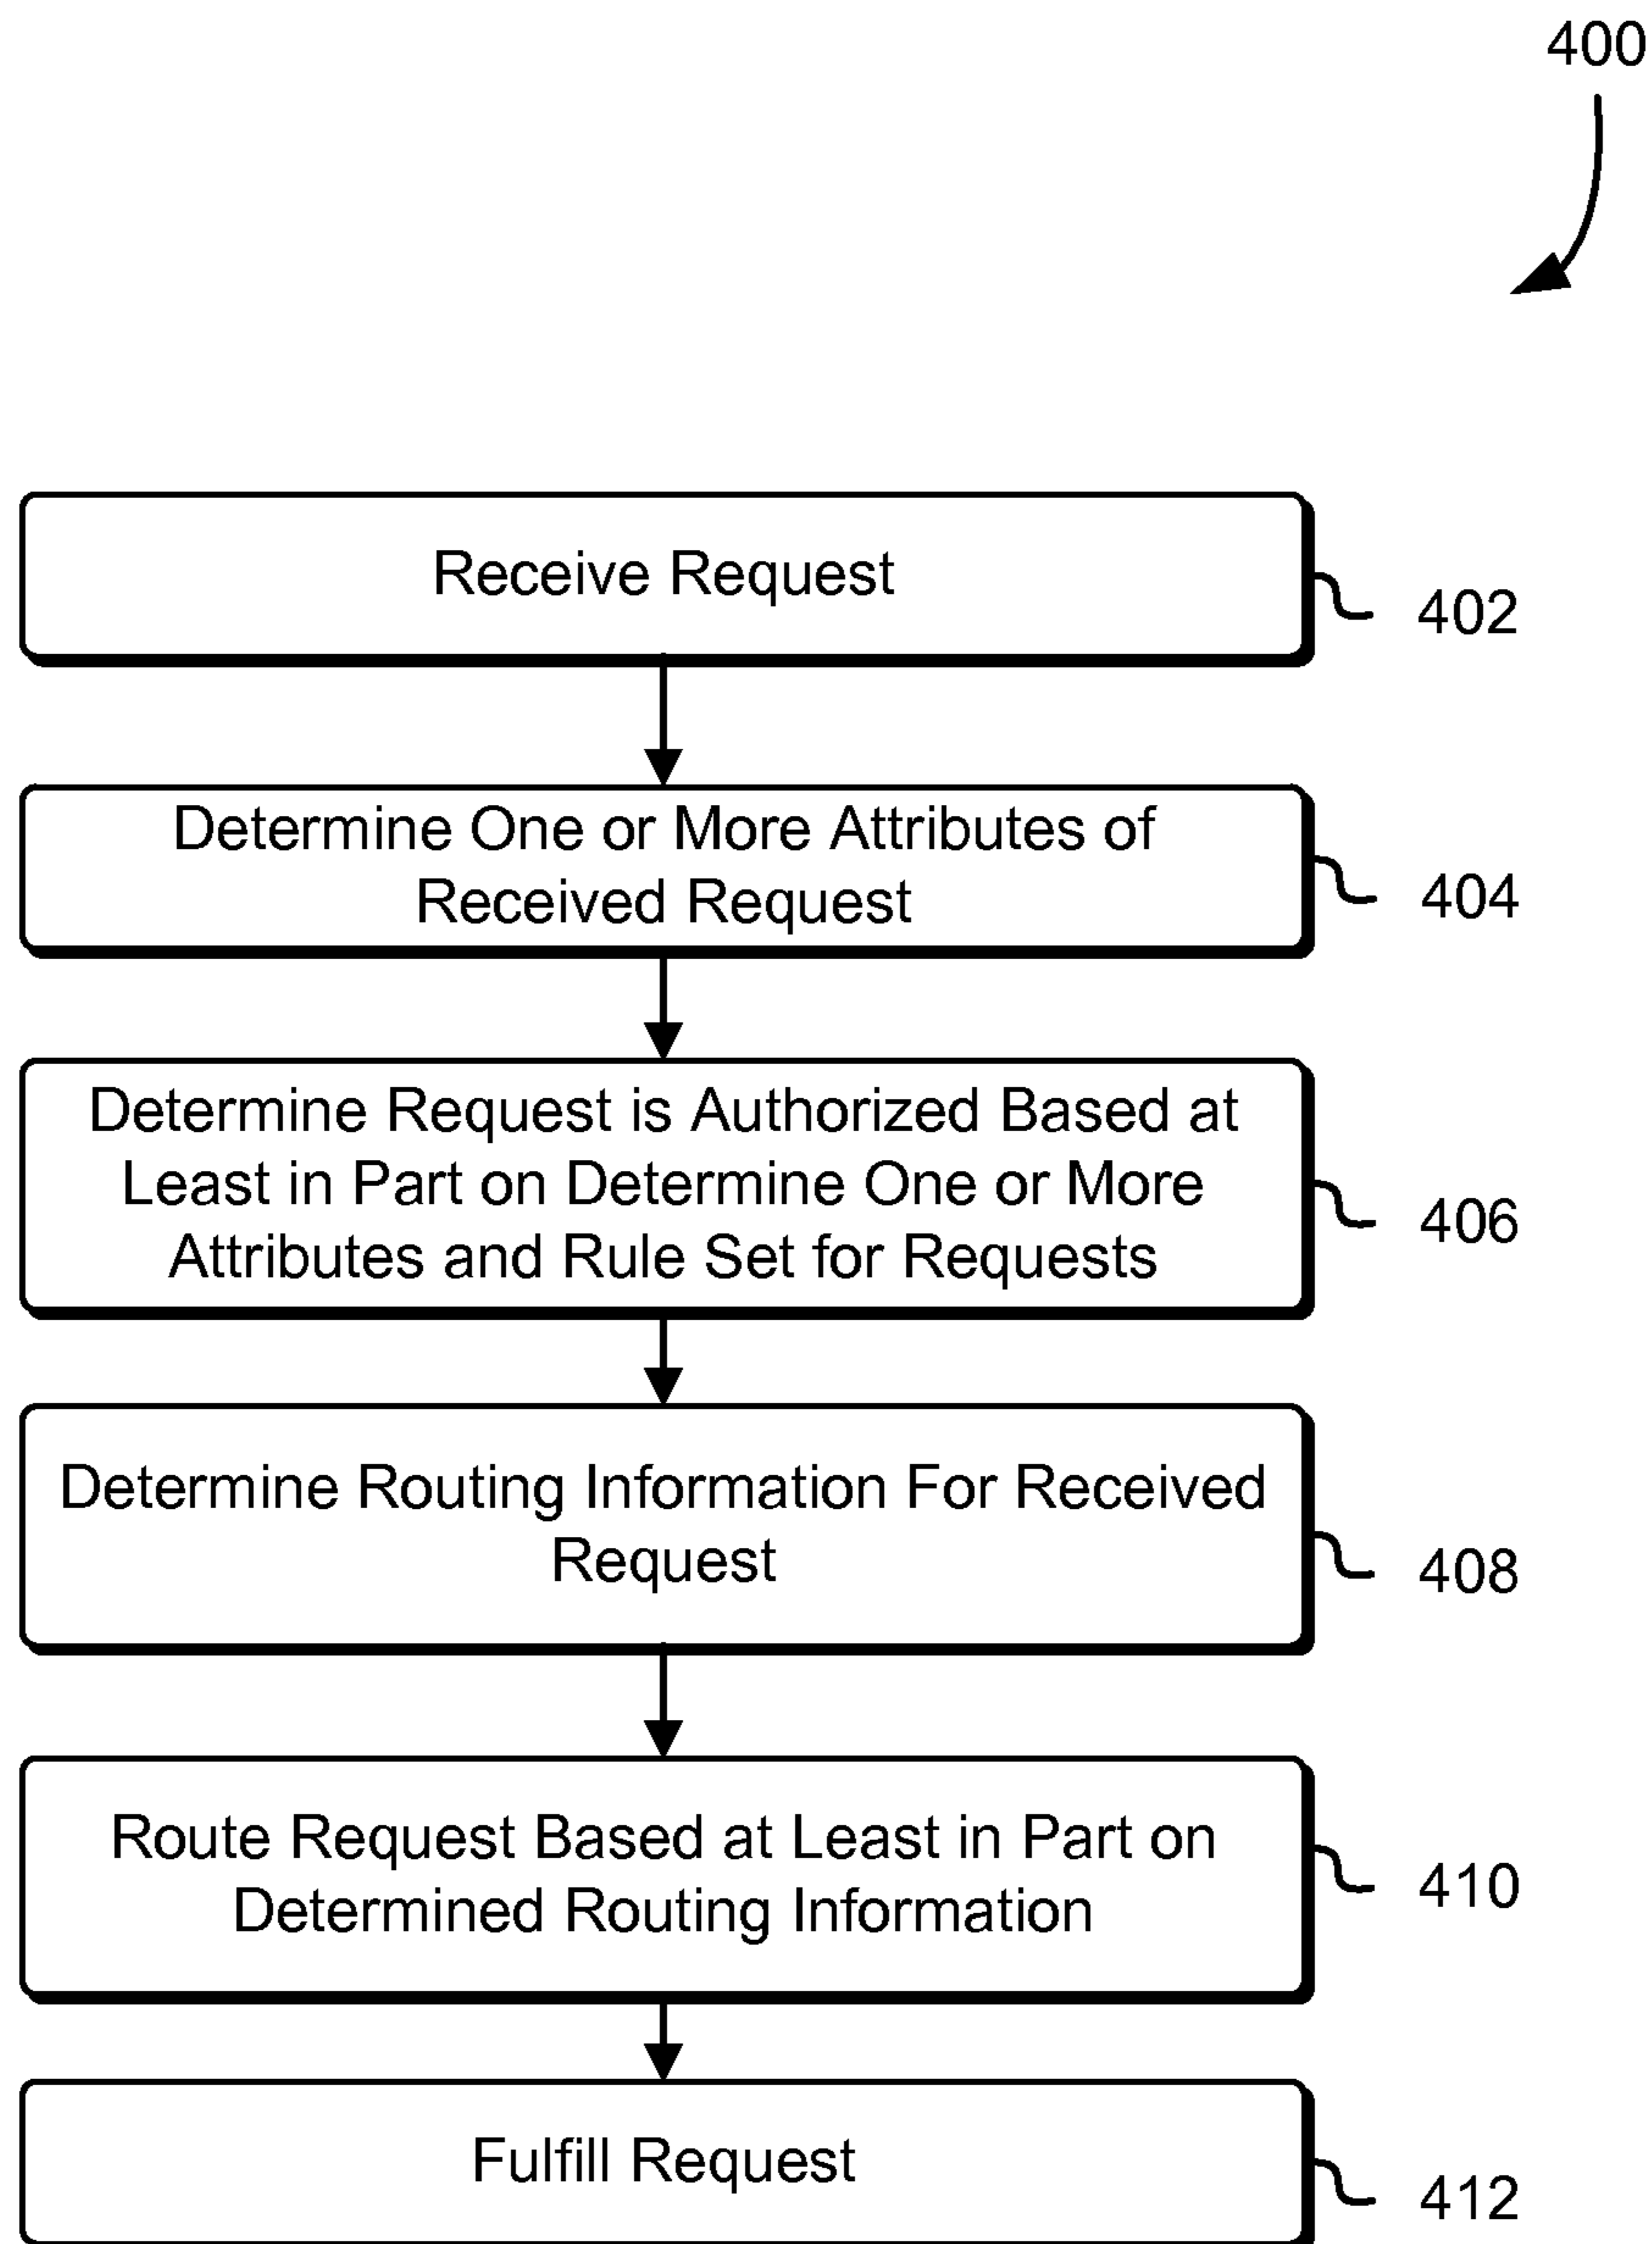 400
Receive Request
402
Determine One or More Attributes of
Received Request
404
Determine Request is Authorized Based at
Least in Part on Determine One or More
Attributes and Rule Set for Requests
406
Determine Routing Information For Received
Request
408
Route Request Based at Least in Part on
Determined Routing Information
410
Fulfill Request
412